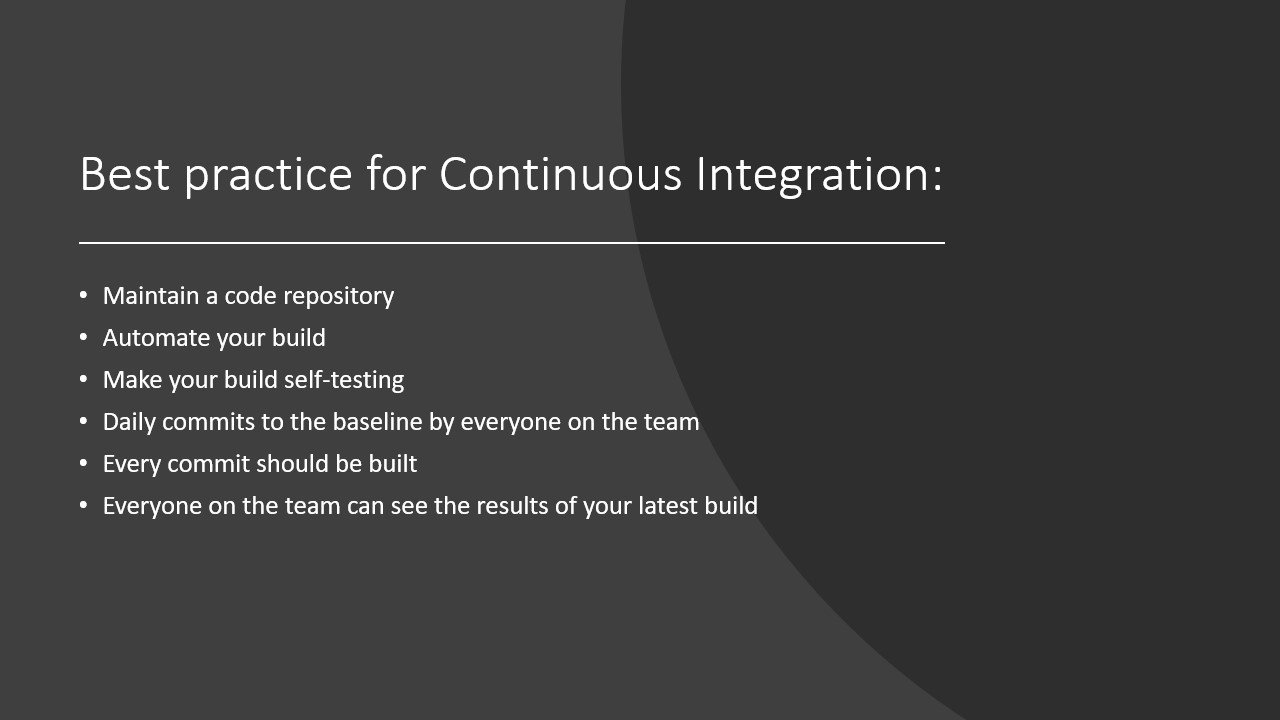 Best practice for Continuous Integration:
• Maintain a code repository
• Automate your build
• Make your build self-testing
• Daily commits to the baseline by everyone on the team
• Every commit should be built
• Everyone on the team can see the results of your latest build